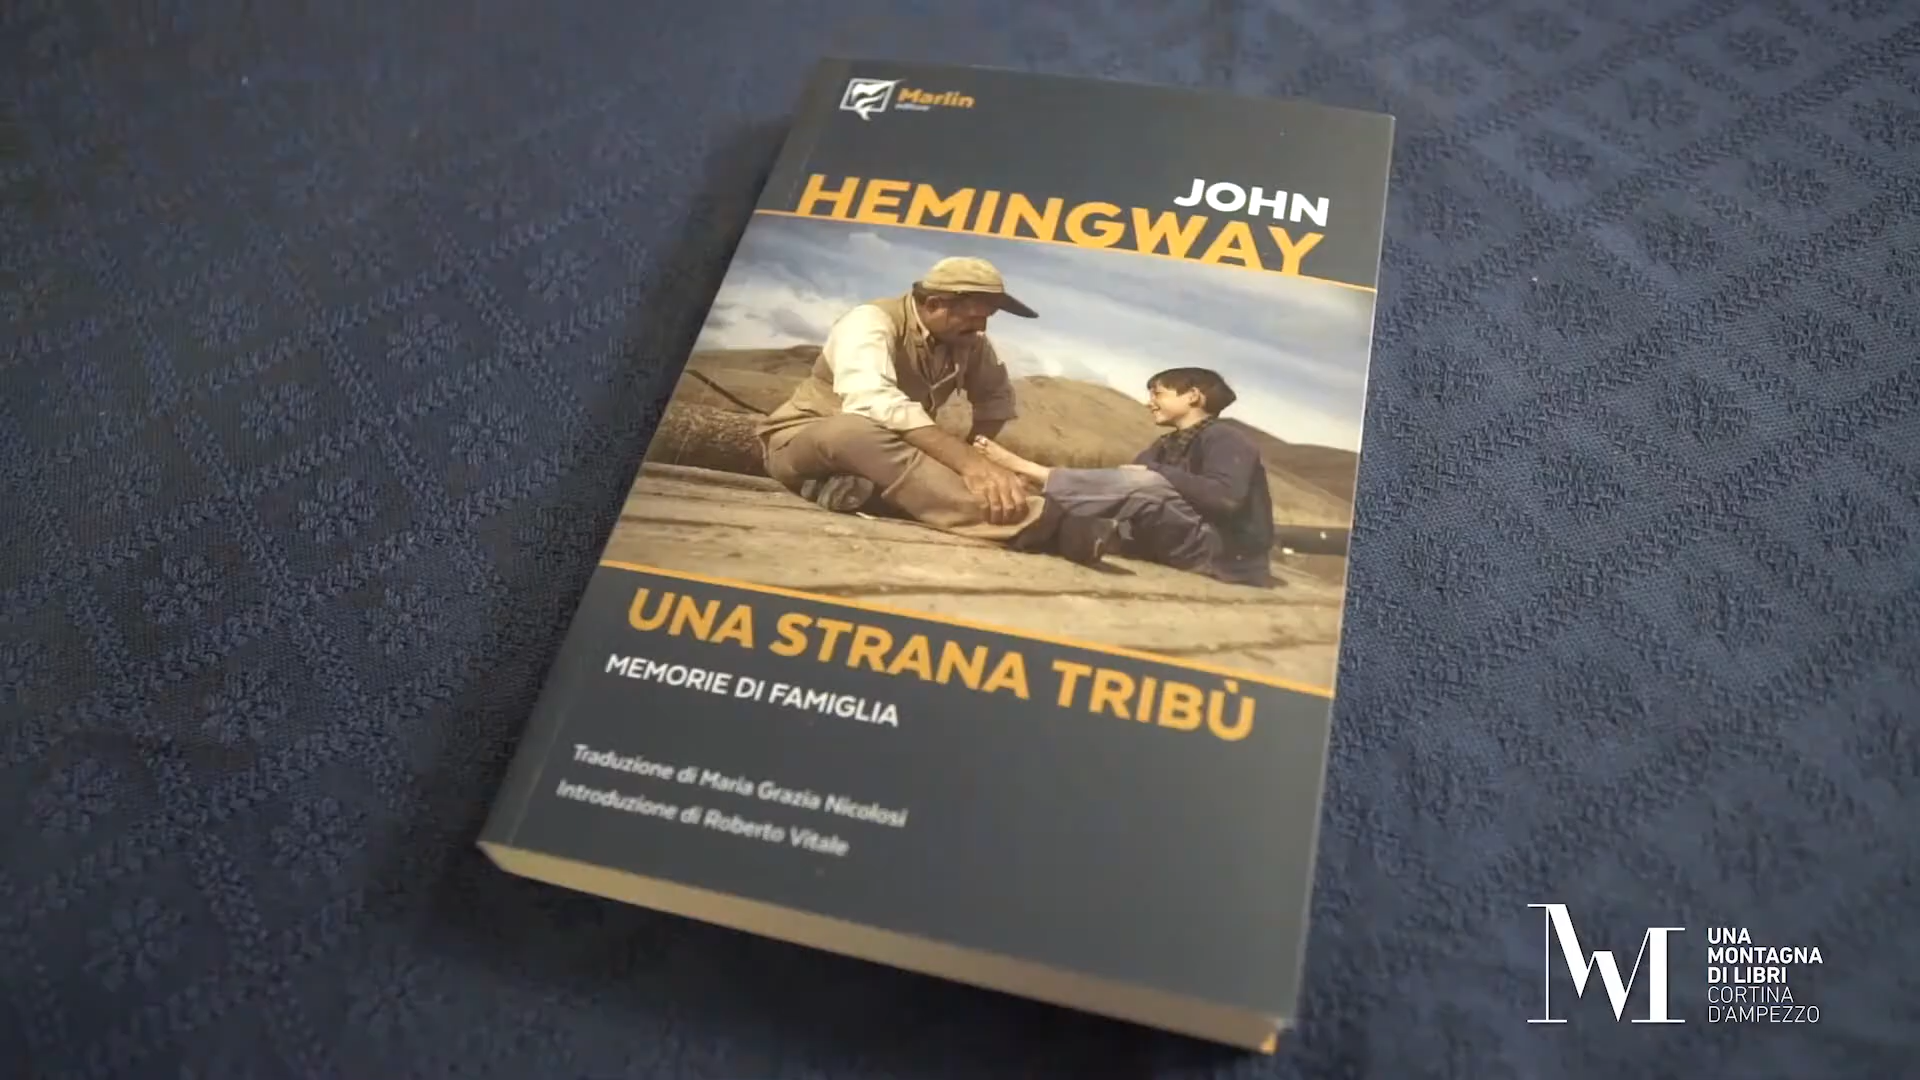 Marlin
editore
JOHN
HEMINGWAY
UNA STRANA TRIBÙ
MEMORIE DI FAMIGLIA
Traduzione di Maria Grazia Nicolosi
Introduzione di Roberto Vitale
UNA
MONTAGNA
DI LIBRI
CORTINA
D'AMPEZZO